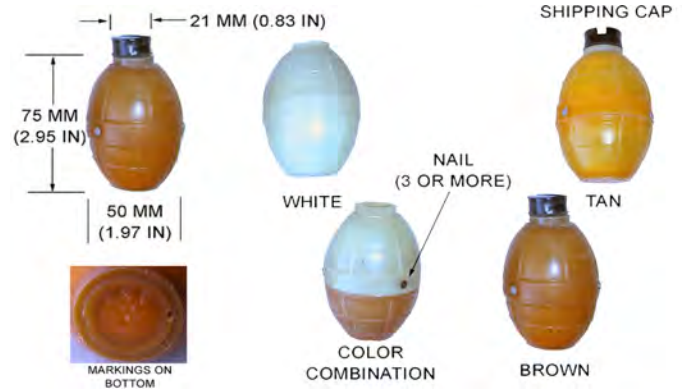 21 MM (0.83 IN)
SHIPPING CAP
75 MM
(2.95 IN)
NAIL
(3 OR MORE)
WHITE
TAN
50 MM
(1.97 IN)
MARKINGS ON
BOTTOM
COLOR
COMBINATION
BROWN